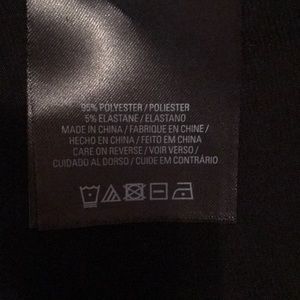 95% POLYESTER / POLIESTER
5% ELASTANE / ELASTANO
MADE IN CHINA / FABRIQUE EN CHINE /
HECHO EN CHINA / FEITO EM CHINA
CARE ON REVERSE / VOIR VERSO /
CUIDADO AL DORSO / CUIDE EM CONTRÁRIO